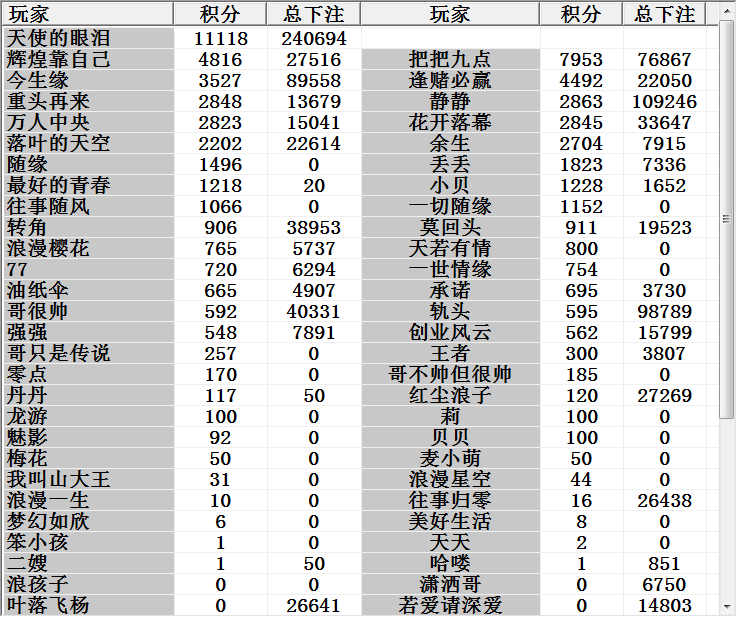 玩家 积分 总下注 玩家 积分 总下注
天使的眼泪 11118 240694
辉煌靠自己 4816 27516 把把九点 7953 76867
今生缘 3527 89558 逢赌必赢 4492 22050
重头再来 2848 13679 静静 2863 109246
万人中央 2823 15041 花开落幕 2845 33647
落叶的天空 2202 22614 余生 2704 7915
随缘 1496 0 丢丢 1823 7336
最好的青春 1218 20 小贝 1228 1652
往事随风 1066 0 一切随缘 1152 0
转角 906 38953 莫回头 911 19523
浪漫樱花 765 5737 天若有情 800 0
77 720 6294 一世情缘 754 0
油纸伞 665 4907 承诺 695 3730
哥很帅 592 40331 轨头 595 98789
强强 548 7891 创业风云 562 15799
哥只是传说 257 0 王者 300 3807
零点 170 0 哥不帅但很帅 185 0
丹丹 117 50 红尘浪子 120 27269
龙游 100 0 莉 100 0
魅影 92 0 贝贝 100 0
梅花 50 0 麦小萌 50 0
我叫山大王 31 0 浪漫星空 44 0
浪漫一生 10 0 往事归零 16 26438
梦幻如欣 6 0 美好生活 8 0
笨小孩 1 0 天天 2 0
二嫂 1 50 哈喽 1 851
浪孩子 0 0 潇洒哥 0 6750
叶落飞杨 0 26641 若爱请深爱 0 14803